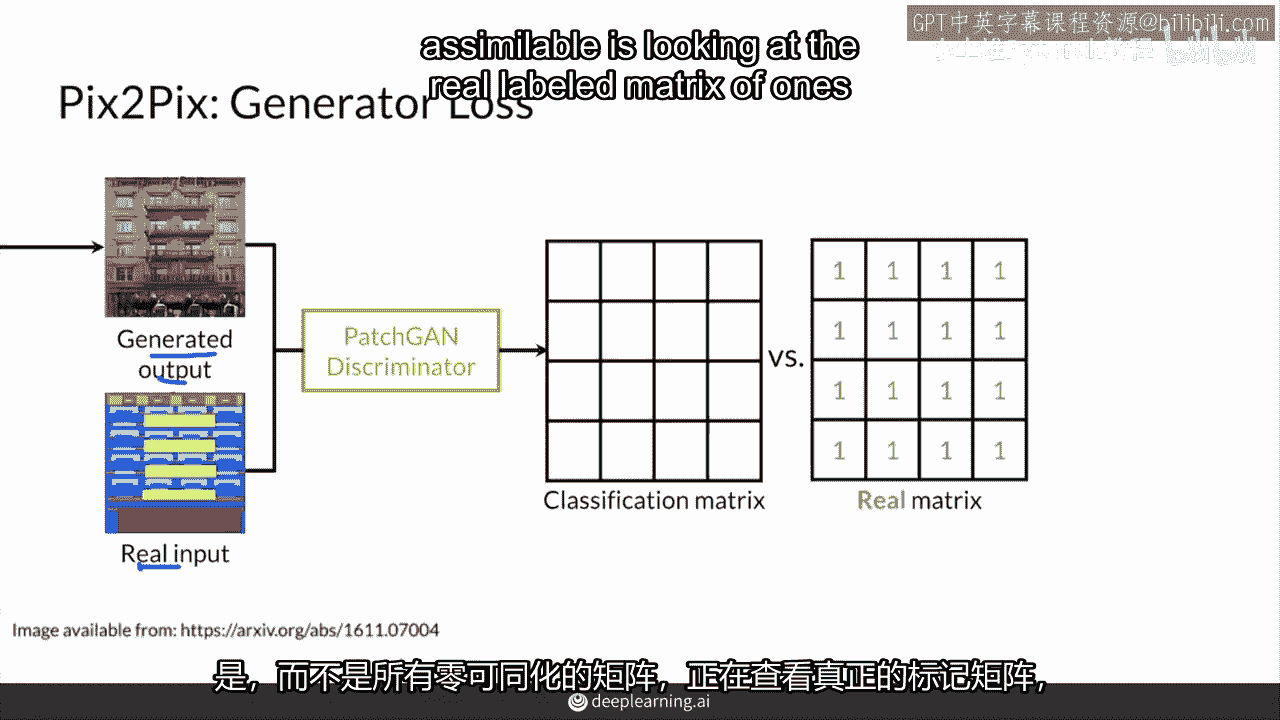 GPT中英字幕课程资源@bilibili.com
assimilable is looking at the
real labeled matrix of ones
Pix2Pix: Generator Loss
Generated
output
Real input
PatchGAN
Discriminator
Classification matrix
vs.
1 1 1 1
1 1 1 1
1 1 1 1
1 1 1 1
Real matrix
Image available from: https://arxiv.org/abs/1611.07004
是，而不是所有零可同化的矩阵，正在查看真正的标记矩阵，
deeplearning.ai